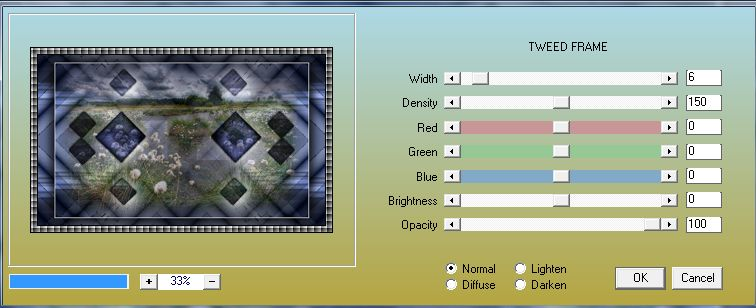 TWEED FRAME
Width 6
Density 150
Red 0
Green 0
Blue 0
Brightness 0
Opacity 100
+ 33% −
Normal Lighten
Diffuse Darken
OK Cancel